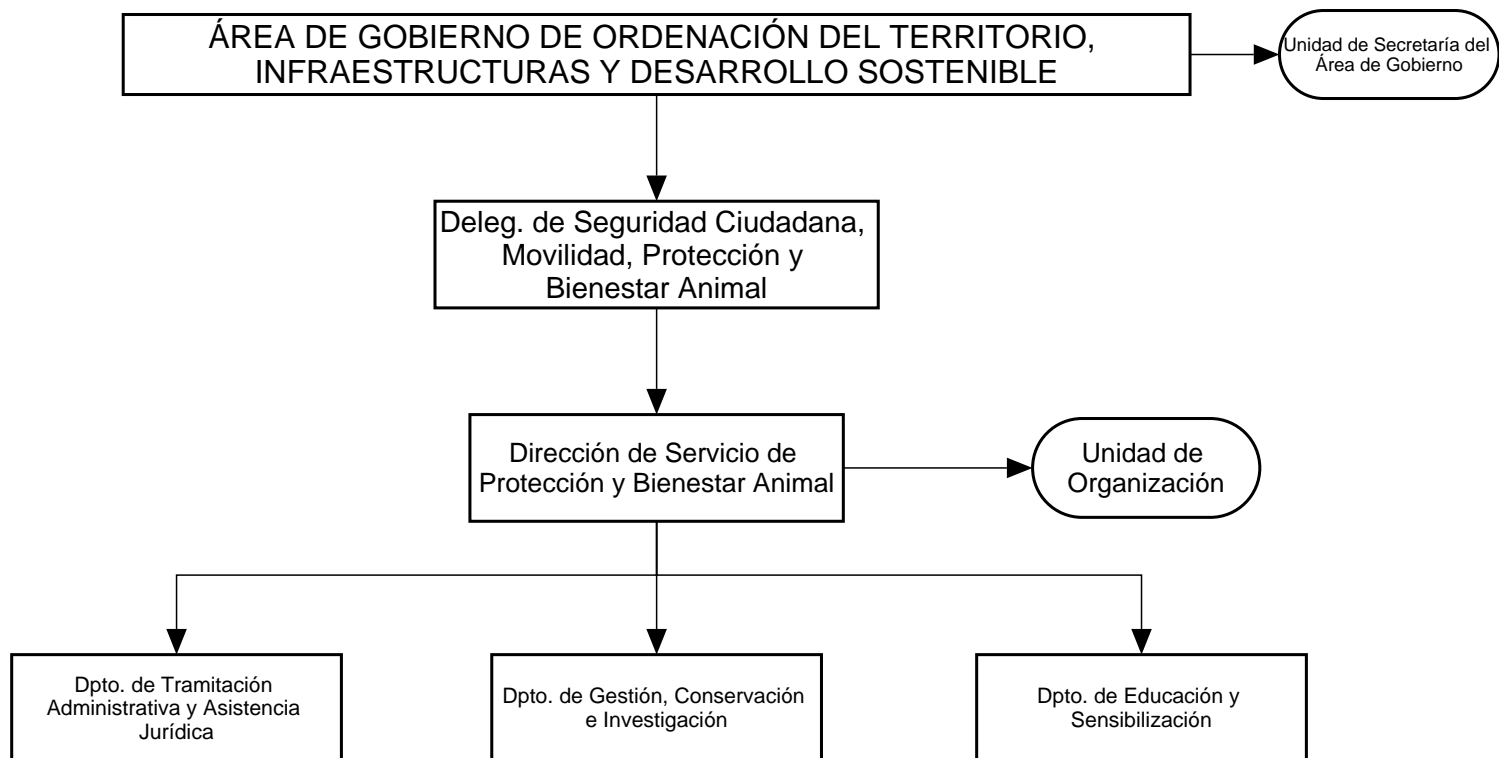 ÁREA DE GOBIERNO DE ORDENACIÓN DEL TERRITORIO,
INFRAESTRUCTURAS Y DESARROLLO SOSTENIBLE
Unidad de Secretaría del
Área de Gobierno
Deleg. de Seguridad Ciudadana,
Movilidad, Protección y
Bienestar Animal
Dirección de Servicio de
Protección y Bienestar Animal
Unidad de
Organización
Dpto. de Tramitación
Administrativa y Asistencia
Jurídica
Dpto. de Gestión, Conservación
e Investigación
Dpto. de Educación y
Sensibilización